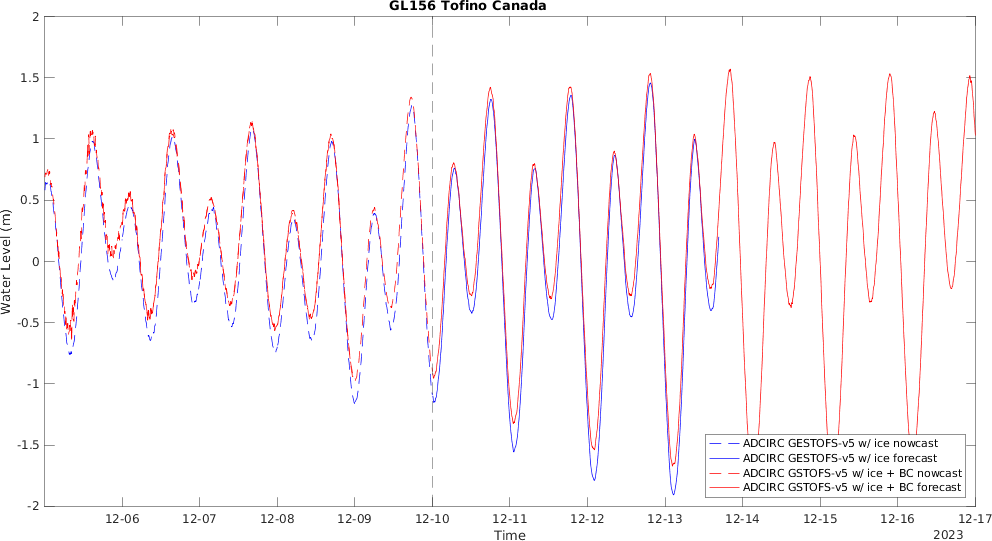 GL156 Tofino Canada
2
1.5
1
0.5
0
-0.5
-1
-1.5
-2
Water Level (m)
ADCIRC GESTOFS-v5 w/ ice nowcast
ADCIRC GESTOFS-v5 w/ ice forecast
ADCIRC GSTOFS-v5 w/ ice + BC nowcast
ADCIRC GSTOFS-v5 w/ ice + BC forecast
12-06 12-07 12-08 12-09 12-10 12-11 12-12 12-13 12-14 12-15 12-16 12-17
Time
2023